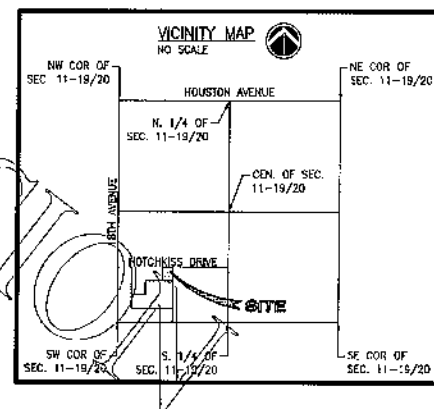 VICINITY MAP
NO SCALE
NW COR OF
SEC 11-19/20
NE COR OF
SEC. 11-19/20
HOUSTON AVENUE
N. 1/4 OF
SEC. 11-19/20
CEN. OF SEC.
11-19/20
AVENUE
HOTCHKISS DRIVE
SITE
SW COR OF
SEC. 11-19/20
S. 1/4 OF
SEC. 11-19/20
SE COR OF
SEC. 11-19/20